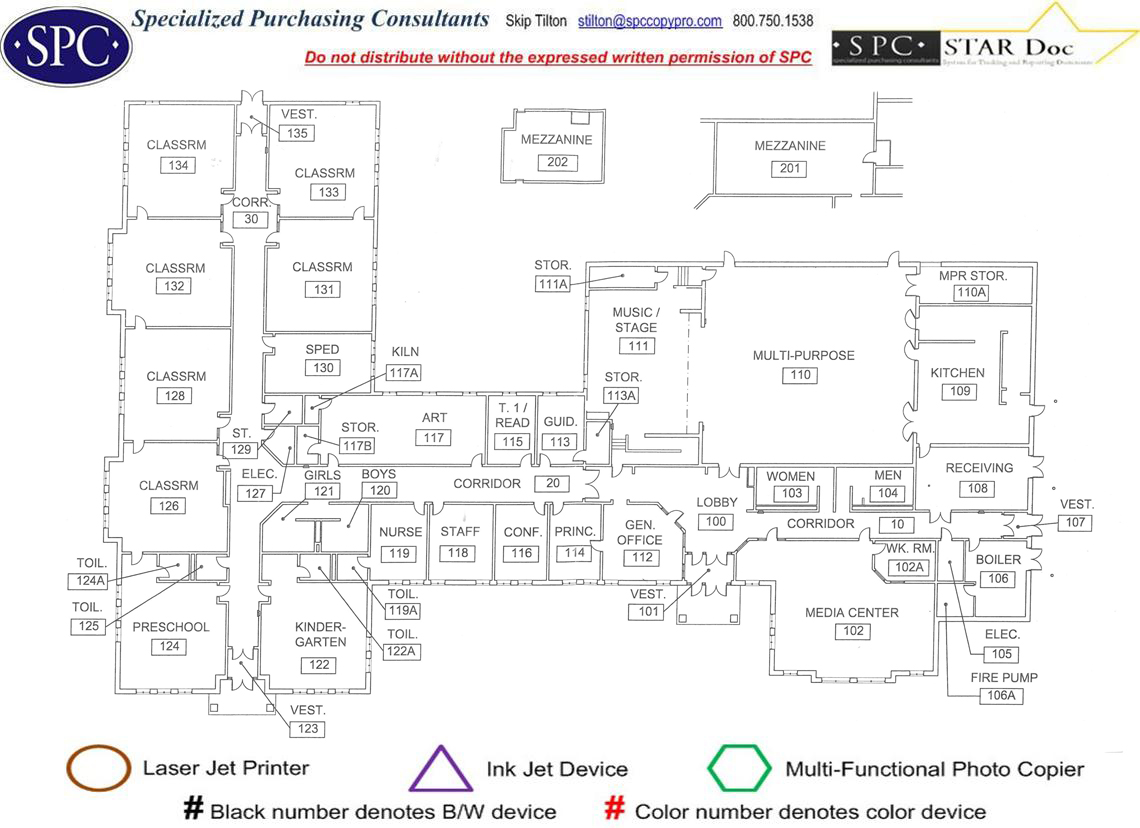 SPC
Specialized Purchasing Consultants Skip Tilton stilton@spccopypro.com 800.750.1538
Do not distribute without the expressed written permission of SPC
SPC STAR Doc
specialized purchasing consultants System for Tracking and Reporting Documents
CLASSRM
134
VEST.
135
CLASSRM
133
CORR.
30
MEZZANINE
202
MEZZANINE
201
CLASSRM
132
CLASSRM
131
STOR.
111A
MPR STOR.
110A
MUSIC /
STAGE
111
SPED
130
KILN
117A
MULTI-PURPOSE
110
CLASSRM
128
STOR.
113A
KITCHEN
109
ST.
129
STOR.
117B
ART
117
T. 1 /
READ
115
GUID.
113
CLASSRM
126
ELEC.
127
GIRLS
121
BOYS
120
CORRIDOR
20
LOBBY
100
WOMEN
103
MEN
104
RECEIVING
108
VEST.
107
CORRIDOR
10
NURSE
119
STAFF
118
CONF.
116
PRINC.
114
GEN.
OFFICE
112
WK. RM.
102A
BOILER
106
TOIL.
124A
TOIL.
125
PRESCHOOL
124
KINDER-
GARTEN
122
TOIL.
119A
TOIL.
122A
VEST.
101
MEDIA CENTER
102
ELEC.
105
FIRE PUMP
106A
VEST.
123
Laser Jet Printer
Ink Jet Device
Multi-Functional Photo Copier
# Black number denotes B/W device
# Color number denotes color device